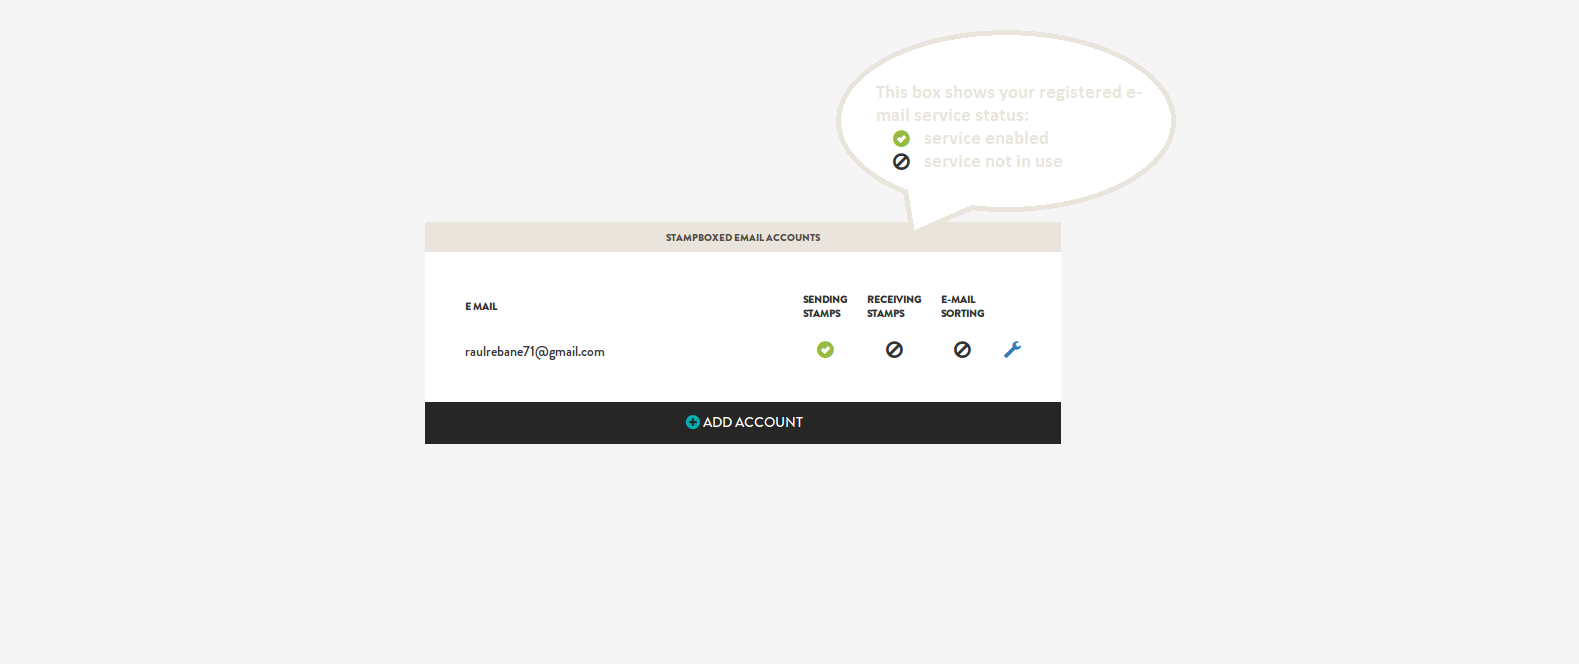 This box shows your registered e-
mail service status:
service enabled
service not in use
STAMPBOXED EMAIL ACCOUNTS
E MAIL
SENDING STAMPS
RECEIVING STAMPS
E-MAIL SORTING
raulrebane71@gmail.com
ADD ACCOUNT